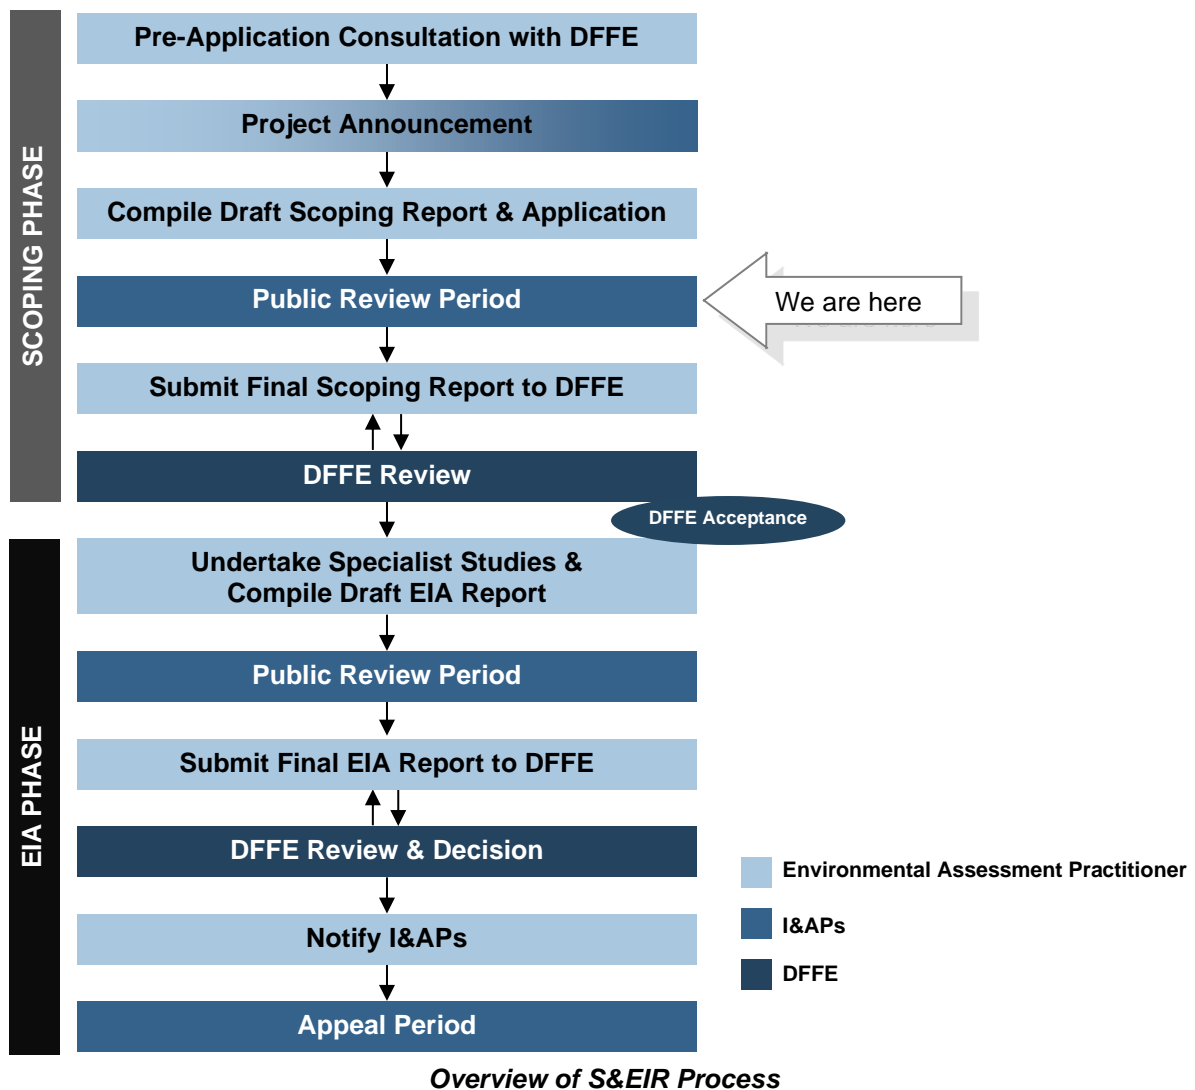 SCOPING PHASE
Pre-Application Consultation with DFFE
Project Announcement
Compile Draft Scoping Report & Application
Public Review Period
We are here
Submit Final Scoping Report to DFFE
DFFE Review
DFFE Acceptance
EIA PHASE
Undertake Specialist Studies &
Compile Draft EIA Report
Public Review Period
Submit Final EIA Report to DFFE
DFFE Review & Decision
Notify I&APs
Appeal Period
Environmental Assessment Practitioner
I&APs
DFFE
Overview of S&EIR Process